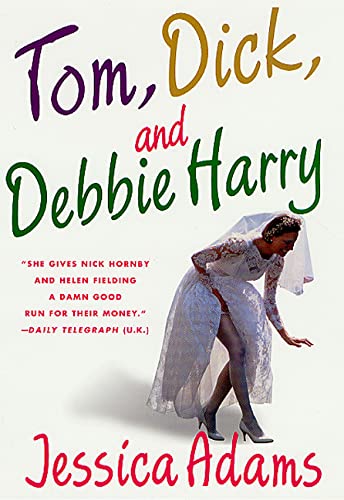 Tom, Dick,
and
Debbie Harry
"SHE GIVES NICK HORNBY
AND HELEN FIELDING
A DAMN GOOD
RUN FOR THEIR MONEY."
—DAILY TELEGRAPH (U.K.)
Jessica Adams